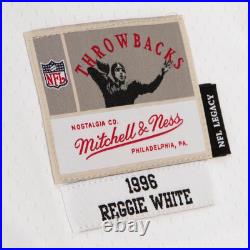 THROWBACKS
NFL
NOSTALGIA CO.
Mitchell & Ness
PHILADELPHIA, PA.
NFL LEGACY
1996
REGGIE WHITE